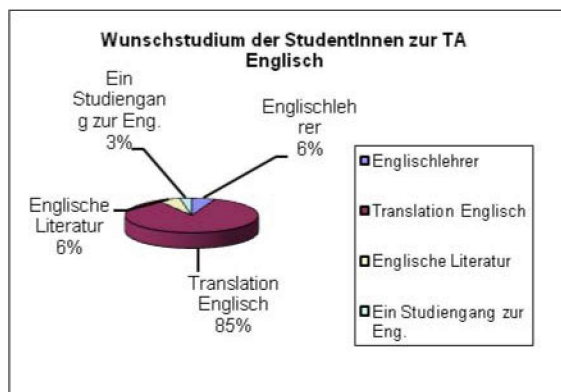 Wunschstudium der StudentInnen zur TA
Englisch
Ein
Studiengan
g zur Eng.
3%
Englischleh
rer
6%
Englische
Literatur
6%
Translation
Englisch
85%
Englischlehrer
Translation Englisch
Englische Literatur
Ein Studiengang zur
Eng.